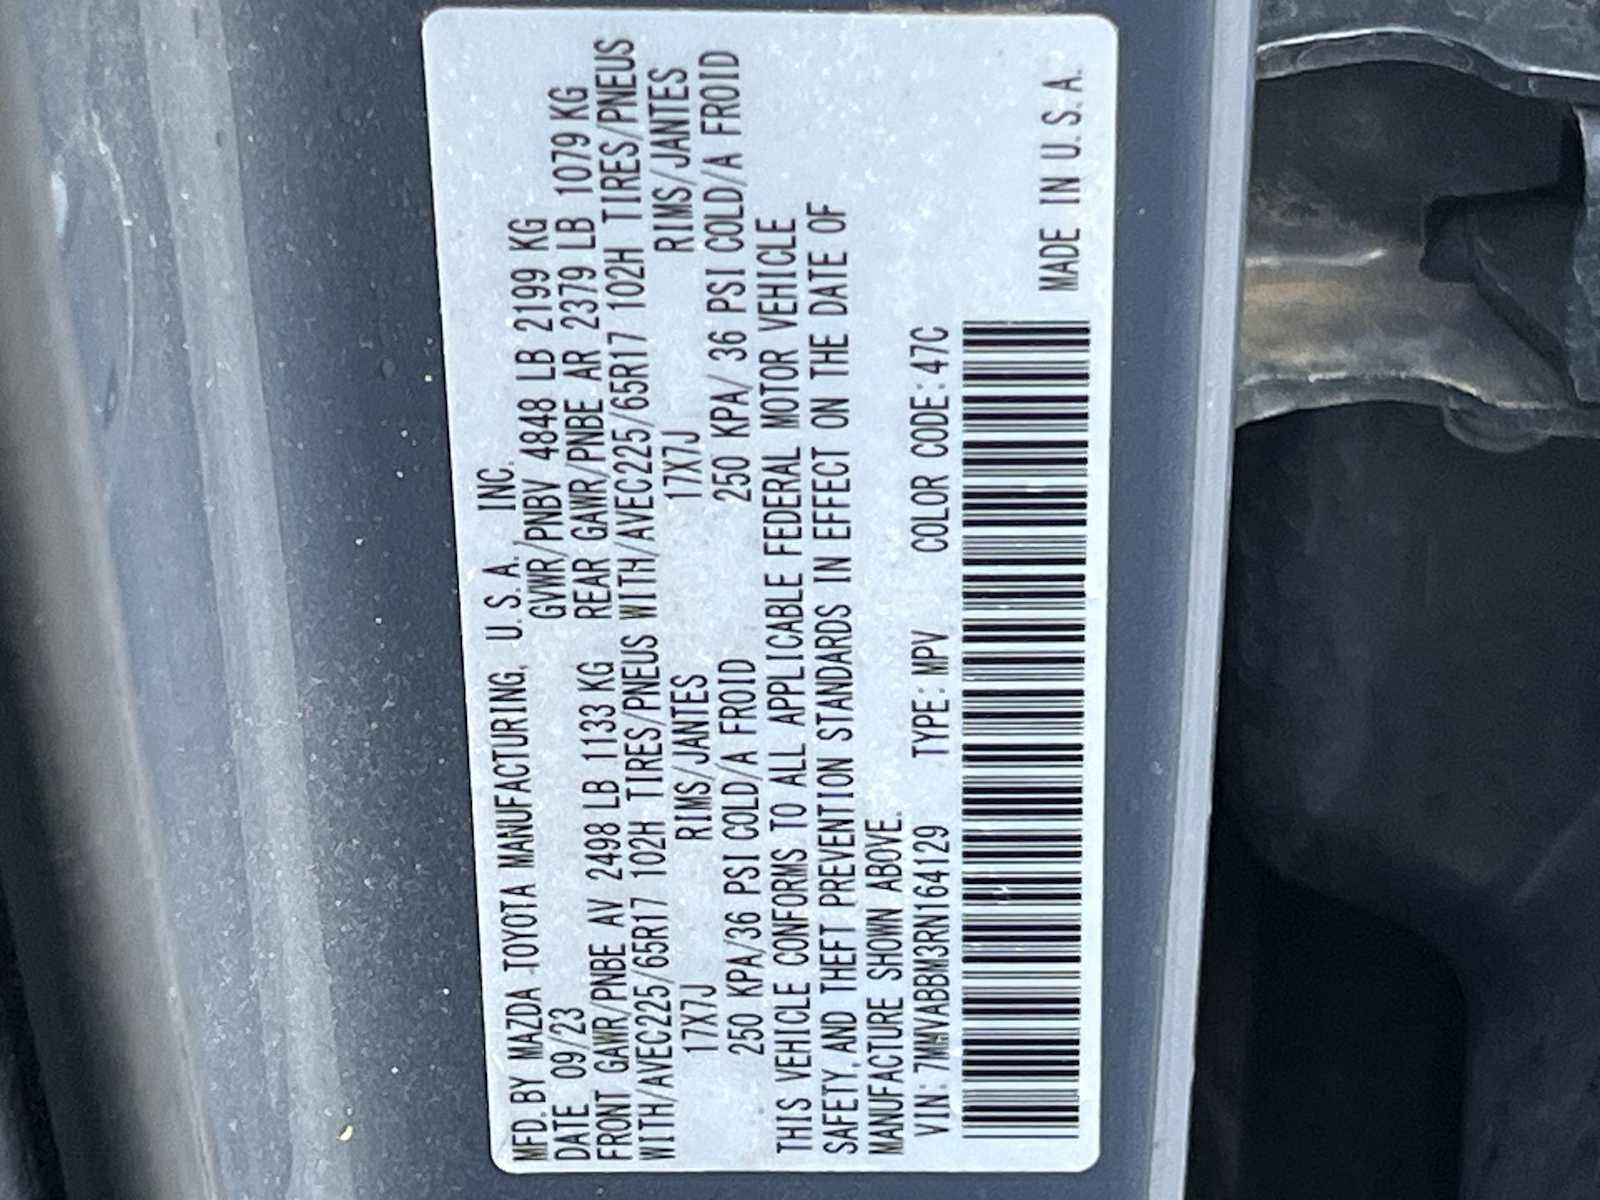 MFD. BY MAZDA TOYOTA MANUFACTURING, U.S.A., INC.
DATE 09/23 GVWR/PNBV 4848 LB 2199 KG
FRONT GAWR/PNBE AV 2498 LB 1133 KG REAR GAWR/PNBE AR 2379 LB 1079 KG
WITH/AVEC225/65R17 102H TIRES/PNEUS WITH/AVEC225/65R17 102H TIRES/PNEUS
17X7J RIMS/JANTES 17X7J RIMS/JANTES
250 KPA/36 PSI COLD/A FROID 250 KPA/ 36 PSI COLD/A FROID
THIS VEHICLE CONFORMS TO ALL APPLICABLE FEDERAL MOTOR VEHICLE
SAFETY, AND THEFT PREVENTION STANDARDS IN EFFECT ON THE DATE OF
MANUFACTURE SHOWN ABOVE.
VIN: 7MMVABBM3RN164129 TYPE: MPV COLOR CODE: 47C
MADE IN U.S.A.